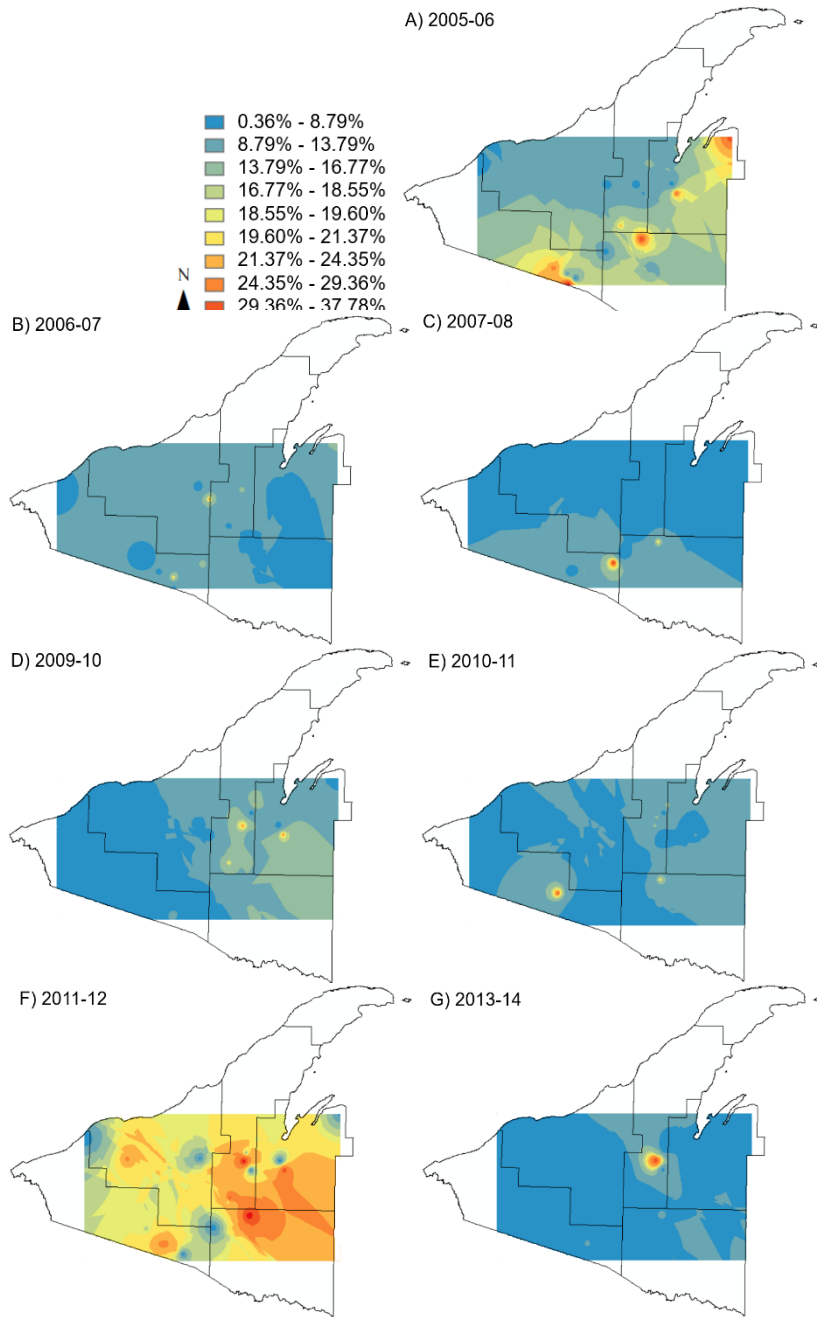 A) 2005-06
0.36% - 8.79%
8.79% - 13.79%
13.79% - 16.77%
16.77% - 18.55%
18.55% - 19.60%
19.60% - 21.37%
21.37% - 24.35%
24.35% - 29.36%
29.36% - 37.78%
N
B) 2006-07
C) 2007-08
D) 2009-10
E) 2010-11
F) 2011-12
G) 2013-14